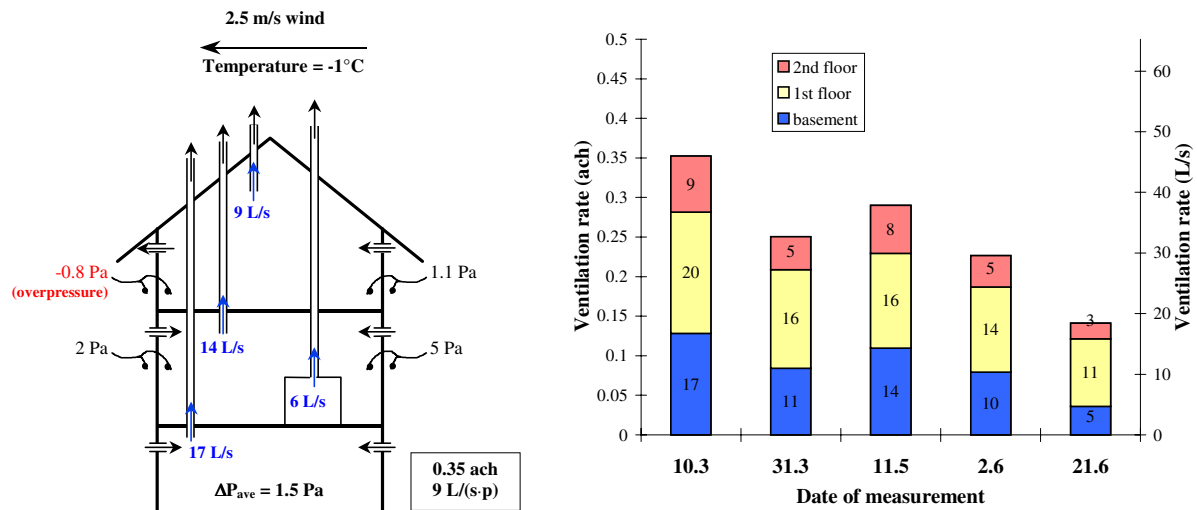 2.5 m/s wind
Temperature = -1°C
9 L/s
-0.8 Pa
(overpressure)
1.1 Pa
2 Pa
14 L/s
5 Pa
6 L/s
17 L/s
ΔPave = 1.5 Pa
0.35 ach
9 L/(s·p)
Ventilation rate (ach)
0.5
0.45
0.4
0.35
0.3
0.25
0.2
0.15
0.1
0.05
0
2nd floor
1st floor
basement
9
20
17
5
16
11
8
16
14
5
14
10
3
11
5
60
50
40
30
20
10
0
Ventilation rate (L/s)
10.3 31.3 11.5 2.6 21.6
Date of measurement